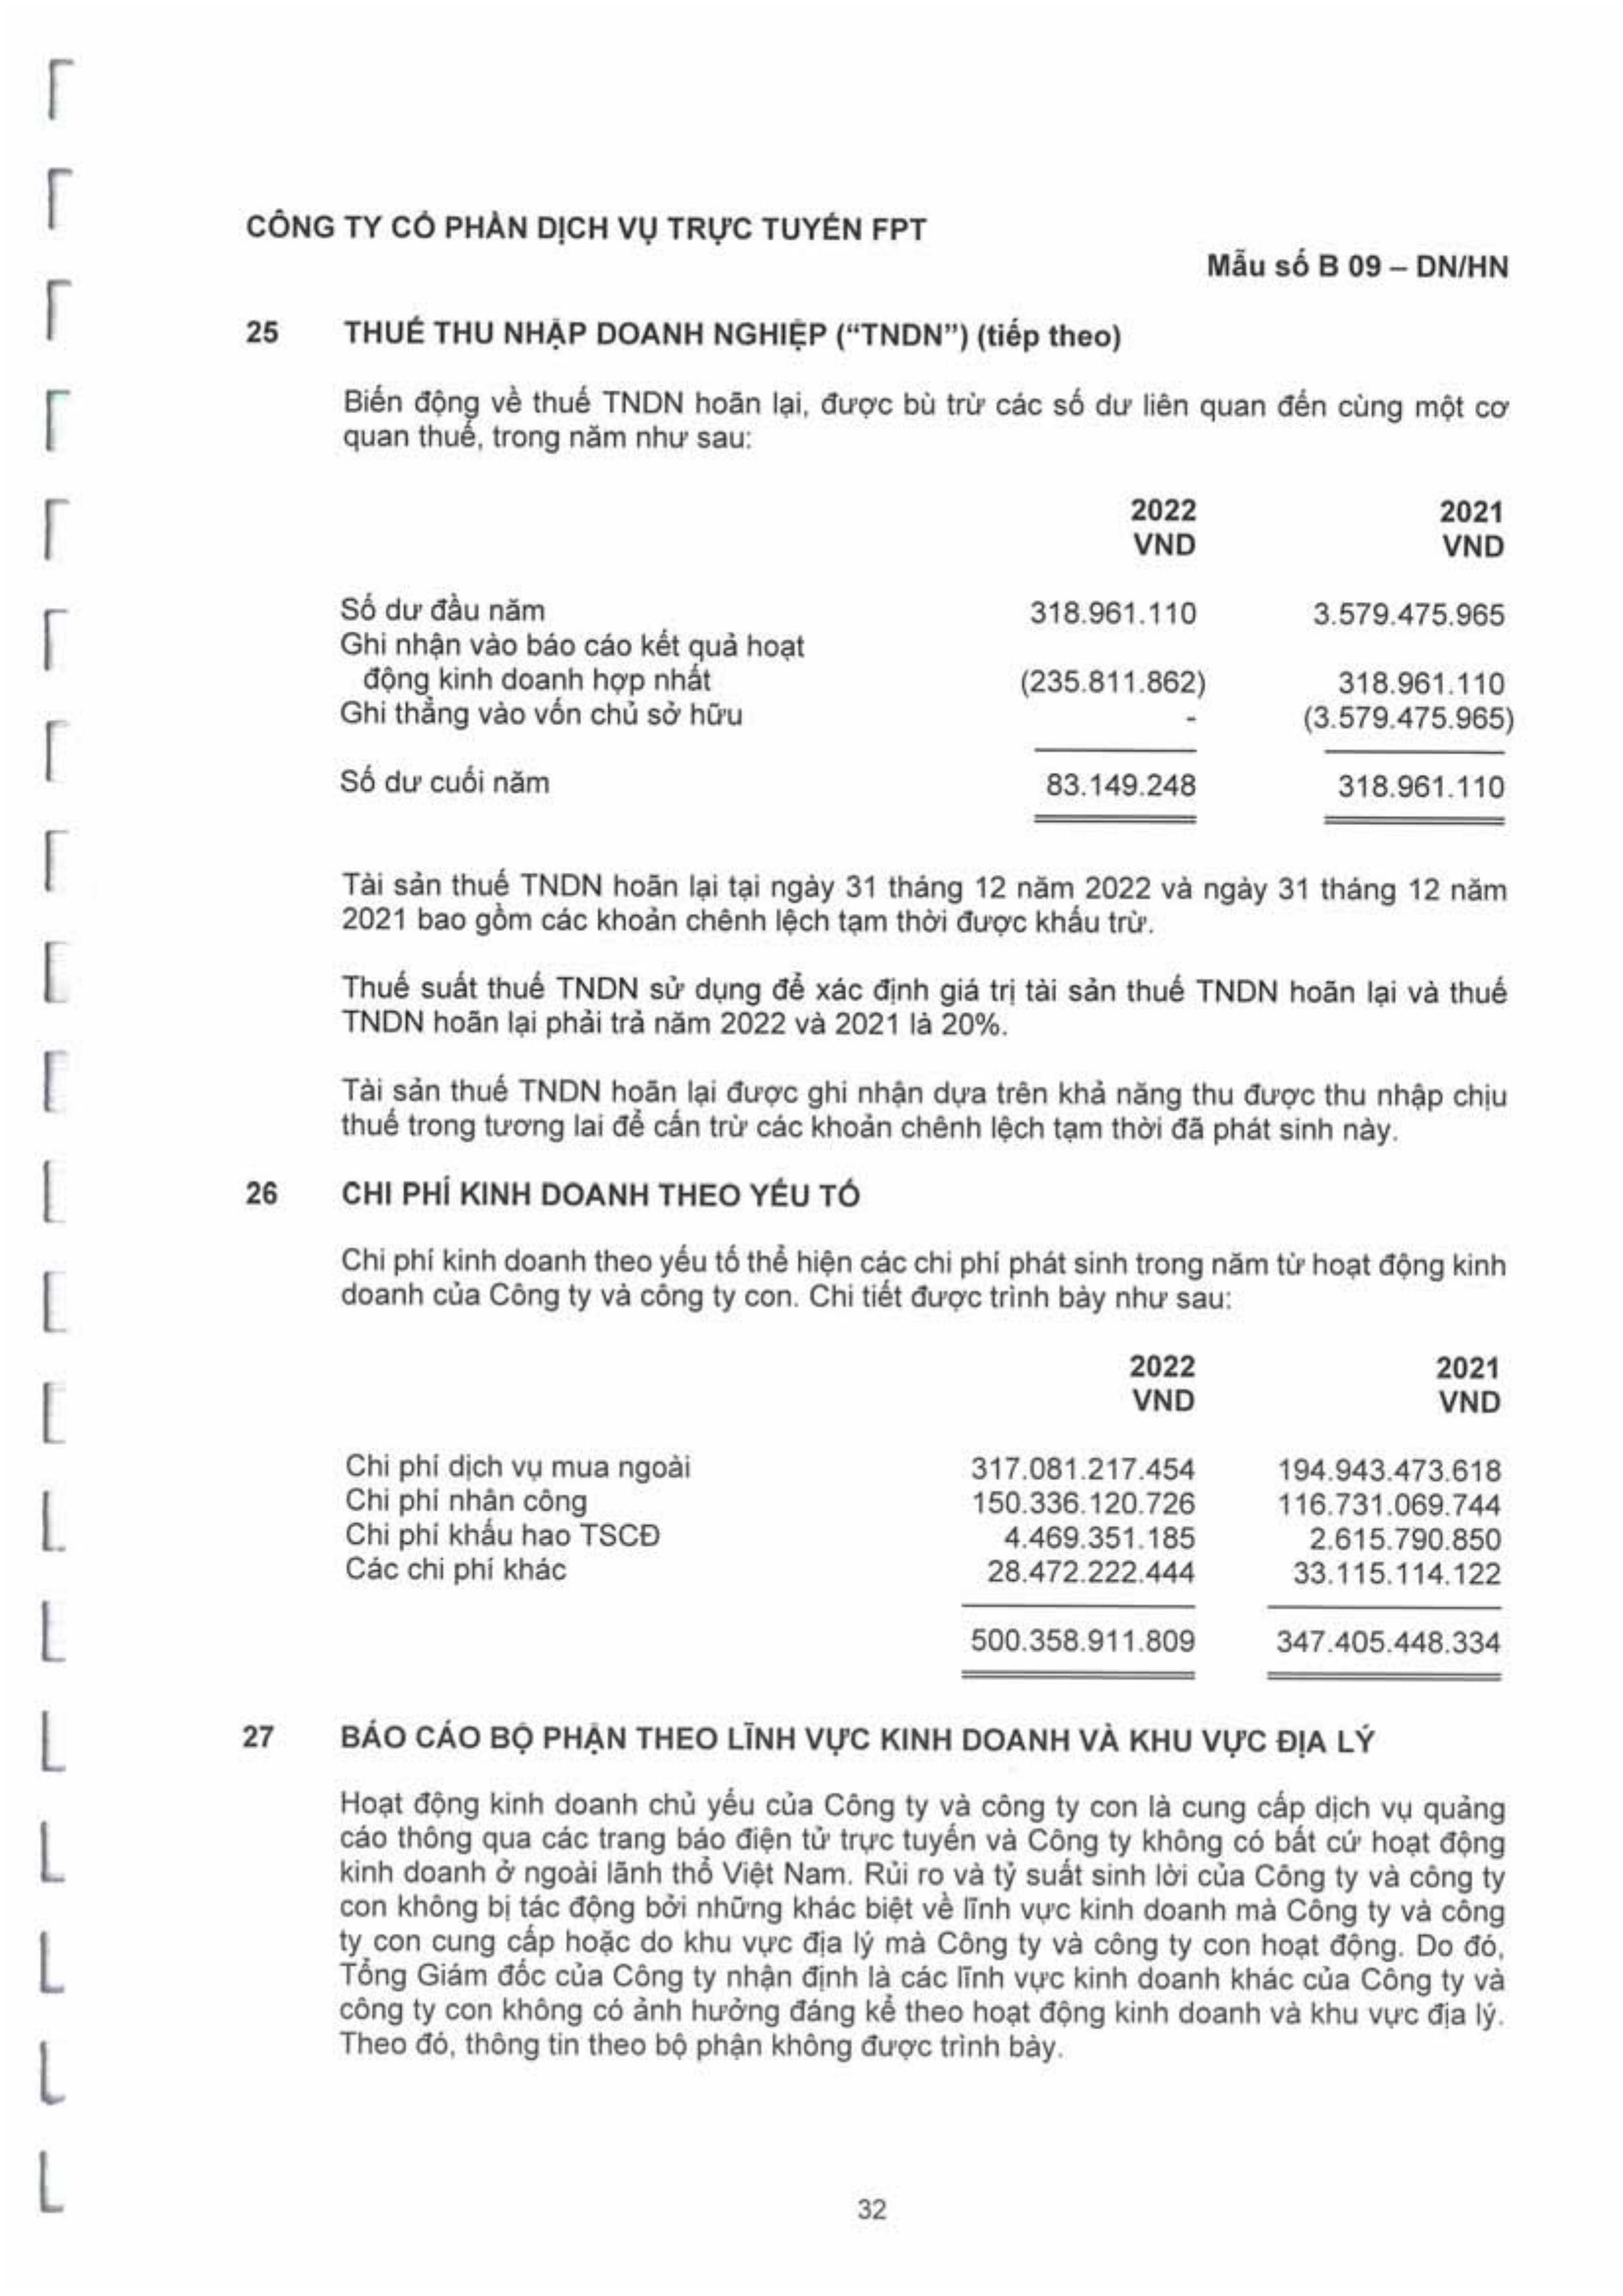 CÔNG TY CỔ PHẦN DỊCH VỤ TRỰC TUYẾN FPT
Mẫu số B 09 – DN/HN
25 THUẾ THU NHẬP DOANH NGHIỆP (“TNDN”) (tiếp theo)
Biến động về thuế TNDN hoãn lại, được bù trừ các số dư liên quan đến cùng một cơ
quan thuế, trong năm như sau:
2022 2021
VND VND
Số dư đầu năm 318.961.110 3.579.475.965
Ghi nhận vào báo cáo kết quả hoạt
động kinh doanh hợp nhất (235.811.862) 318.961.110
Ghi thẳng vào vốn chủ sở hữu - (3.579.475.965)
Số dư cuối năm 83.149.248 318.961.110
Tài sản thuế TNDN hoãn lại tại ngày 31 tháng 12 năm 2022 và ngày 31 tháng 12 năm
2021 bao gồm các khoản chênh lệch tạm thời được khấu trừ.
Thuế suất thuế TNDN sử dụng để xác định giá trị tài sản thuế TNDN hoãn lại và thuế
TNDN hoãn lại phải trả năm 2022 và 2021 là 20%.
Tài sản thuế TNDN hoãn lại được ghi nhận dựa trên khả năng thu được thu nhập chịu
thuế trong tương lai để cấn trừ các khoản chênh lệch tạm thời đã phát sinh này.
26 CHI PHÍ KINH DOANH THEO YẾU TỐ
Chi phí kinh doanh theo yếu tố thể hiện các chi phí phát sinh trong năm từ hoạt động kinh
doanh của Công ty và công ty con. Chi tiết được trình bày như sau:
2022 2021
VND VND
Chi phí dịch vụ mua ngoài 317.081.217.454 194.943.473.618
Chi phí nhân công 150.336.120.726 116.731.069.744
Chi phí khấu hao TSCĐ 4.469.351.185 2.615.790.850
Các chi phí khác 28.472.222.444 33.115.114.122
500.358.911.809 347.405.448.334
27 BÁO CÁO BỘ PHẬN THEO LĨNH VỰC KINH DOANH VÀ KHU VỰC ĐỊA LÝ
Hoạt động kinh doanh chủ yếu của Công ty và công ty con là cung cấp dịch vụ quảng
cáo thông qua các trang báo điện tử trực tuyến và Công ty không có bất cứ hoạt động
kinh doanh ở ngoài lãnh thổ Việt Nam. Rủi ro và tỷ suất sinh lời của Công ty và công ty
con không bị tác động bởi những khác biệt về lĩnh vực kinh doanh mà Công ty và công
ty con cung cấp hoặc do khu vực địa lý mà Công ty và công ty con hoạt động. Do đó,
Tổng Giám đốc của Công ty nhận định là các lĩnh vực kinh doanh khác của Công ty và
công ty con không có ảnh hưởng đáng kể theo hoạt động kinh doanh và khu vực địa lý.
Theo đó, thông tin theo bộ phận không được trình bày.
32